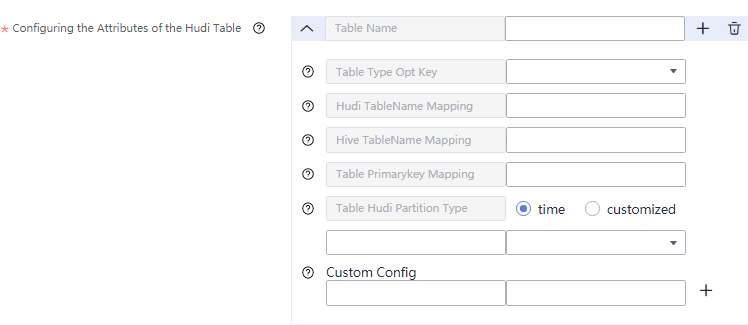 * Configuring the Attributes of the Hudi Table
Table Name
Table Type Opt Key
Hudi TableName Mapping
Hive TableName Mapping
Table Primarykey Mapping
Table Hudi Partition Type time customized
Custom Config